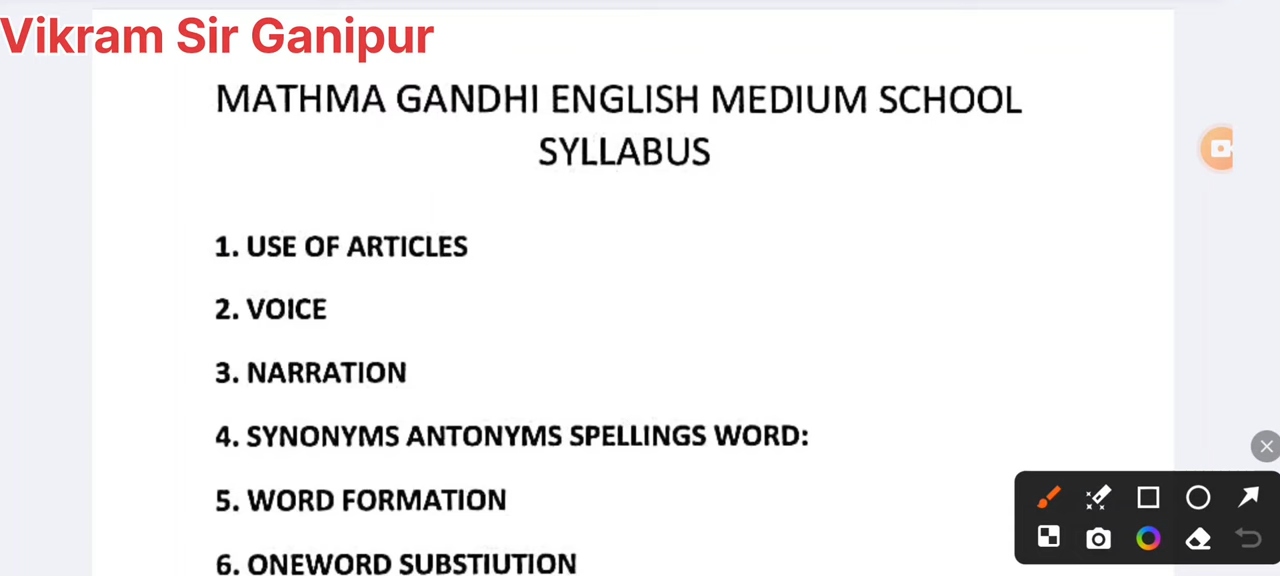 Vikram Sir Ganipur
MATHMA GANDHI ENGLISH MEDIUM SCHOOL
SYLLABUS
1. USE OF ARTICLES
2. VOICE
3. NARRATION
4. SYNONYMS ANTONYMS SPELLINGS WORD:
5. WORD FORMATION
6. ONEWORD SUBSTIUTION